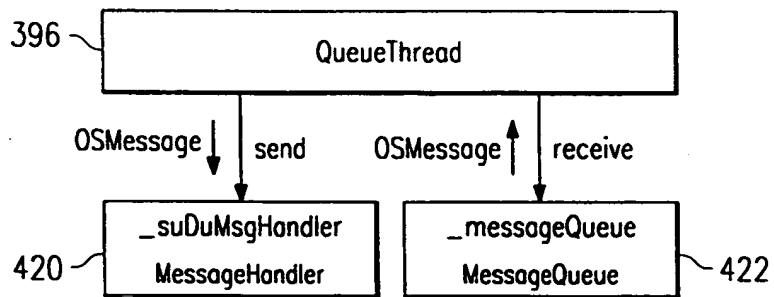 396
QueueThread
OSMessage
send
OSMessage
receive
_suDuMsgHandler
MessageHandler
_messageQueue
MessageQueue
420
422